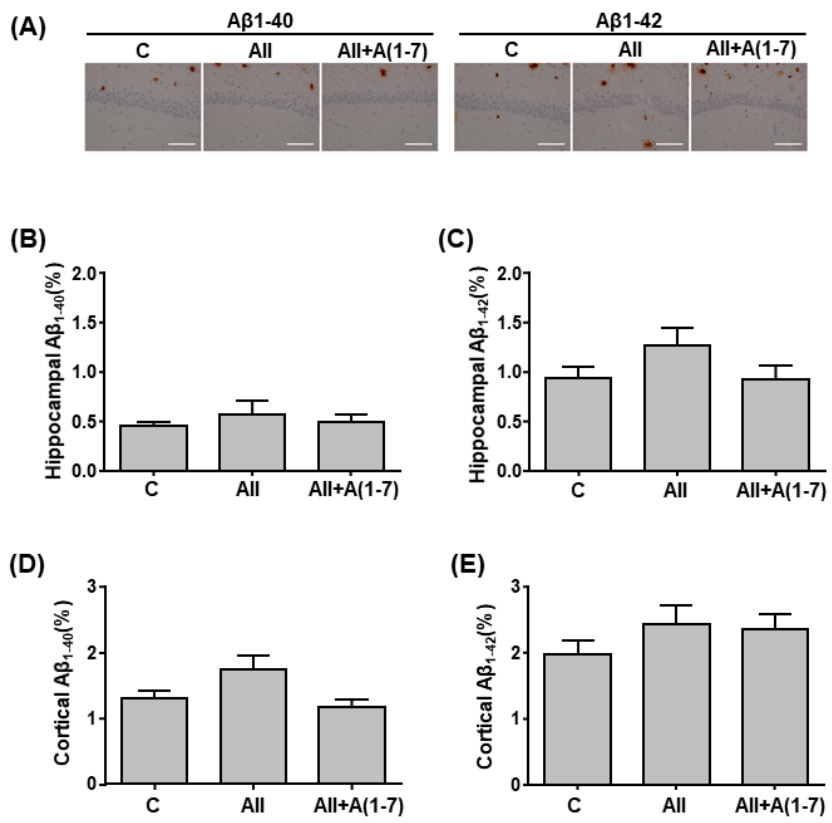 (A)
Aβ1-40
Aβ1-42
C
AII
AII+A(1-7)
C
AII
AII+A(1-7)
(B)
Hippocampal Aβ1-40(%)
2.0
1.5
1.0
0.5
0.0
C
AII
AII+A(1-7)
(C)
Hippocampal Aβ1-42(%)
2.0
1.5
1.0
0.5
0.0
C
AII
AII+A(1-7)
(D)
Cortical Aβ1-40(%)
3
2
1
0
C
AII
AII+A(1-7)
(E)
Cortical Aβ1-42(%)
3
2
1
0
C
AII
AII+A(1-7)